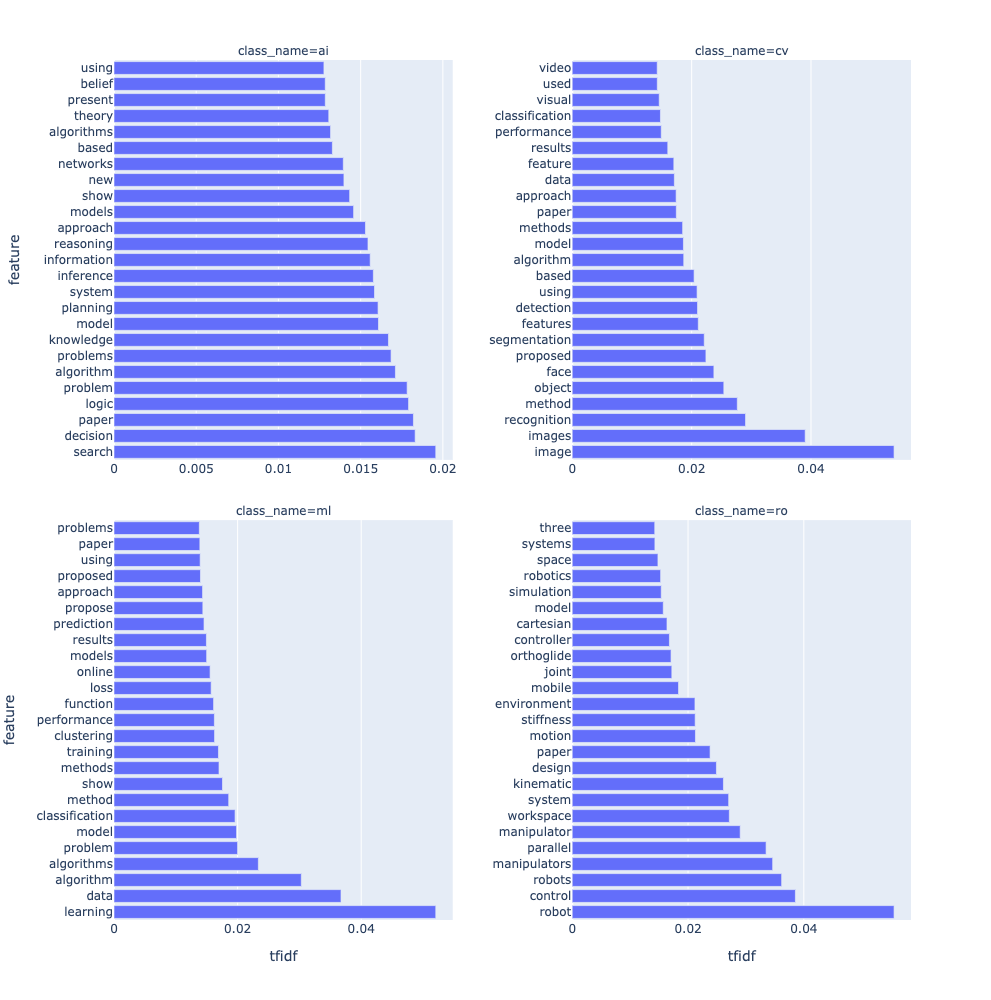 class_name=ai
feature
using
belief
present
theory
algorithms
based
networks
new
show
models
approach
reasoning
information
inference
system
planning
model
knowledge
problems
algorithm
problem
logic
paper
decision
search
0 0.005 0.01 0.015 0.02
class_name=cv
video
used
visual
classification
performance
results
feature
data
approach
paper
methods
model
algorithm
based
using
detection
features
segmentation
proposed
face
object
method
recognition
images
image
0 0.02 0.04
class_name=ml
feature
problems
paper
using
proposed
approach
propose
prediction
results
models
online
loss
function
performance
clustering
training
methods
show
method
classification
model
problem
algorithms
algorithm
data
learning
0 0.02 0.04
tfidf
class_name=ro
three
systems
space
robotics
simulation
model
cartesian
controller
orthoglide
joint
mobile
environment
stiffness
motion
paper
design
kinematic
system
workspace
manipulator
parallel
manipulators
robots
control
robot
0 0.02 0.04
tfidf